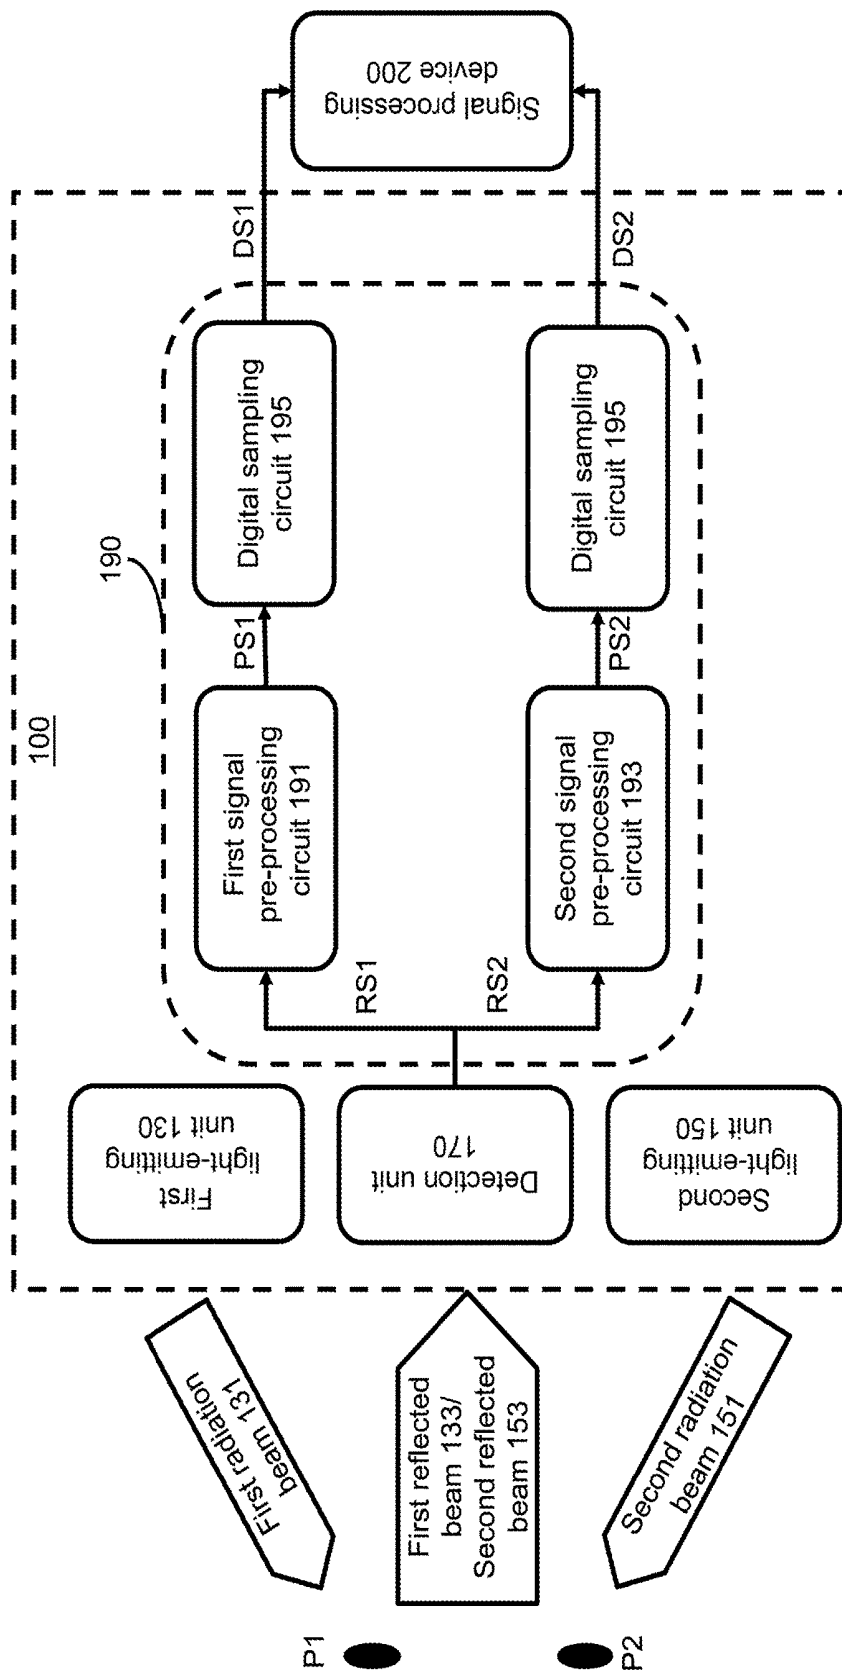 100
190
First light-emitting
unit 130
Detection unit
170
Second
light-emitting
unit 150
First signal
pre-processing
circuit 191
Second signal
pre-processing
circuit 193
Digital sampling
circuit 195
Digital sampling
circuit 195
Signal processing
device 200
RS1
RS2
PS1
PS2
DS1
DS2
First radiation
beam 131
First reflected
beam 133/
Second reflected
beam 153
Second radiation
beam 151
P1
P2